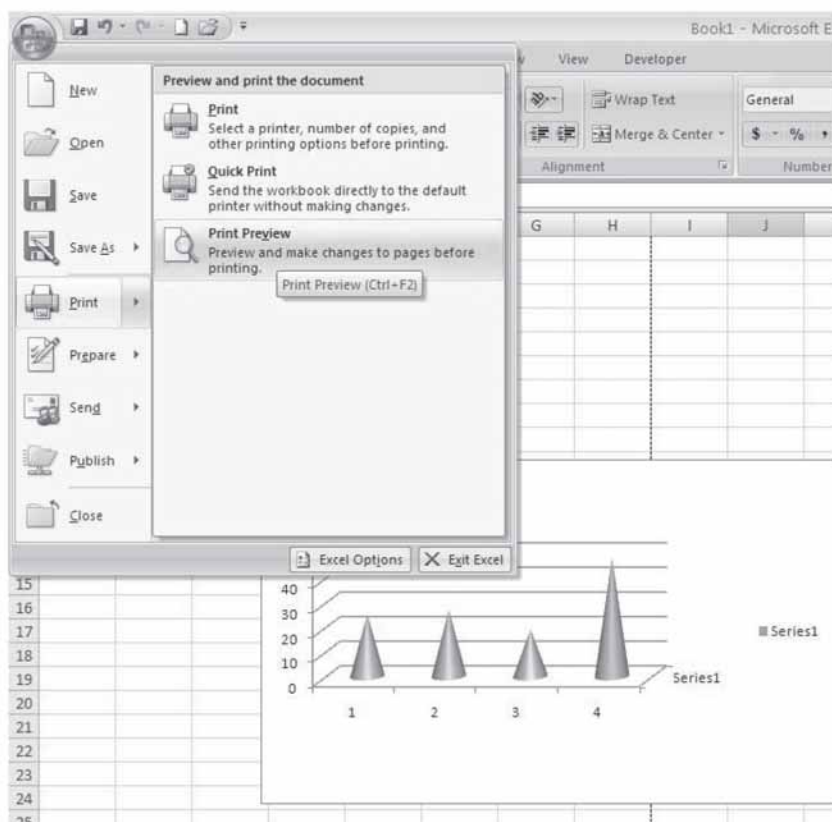 Book1 - Microsoft E
View Developer
New
Open
Save
Save As
Print
Prepare
Send
Publish
Close
Preview and print the document
Print
Select a printer, number of copies, and
other printing options before printing.
Quick Print
Send the workbook directly to the default
printer without making changes.
Print Preview
Preview and make changes to pages before
printing.
Print Preview (Ctrl+F2)
Excel Options
Exit Excel
Wrap Text
Merge & Center
General
$ - % ,
Alignment
Number
G H I J
15
16
17
18
19
20
21
22
23
24
25
40
30
20
10
0
1 2 3 4
Series1
Series1